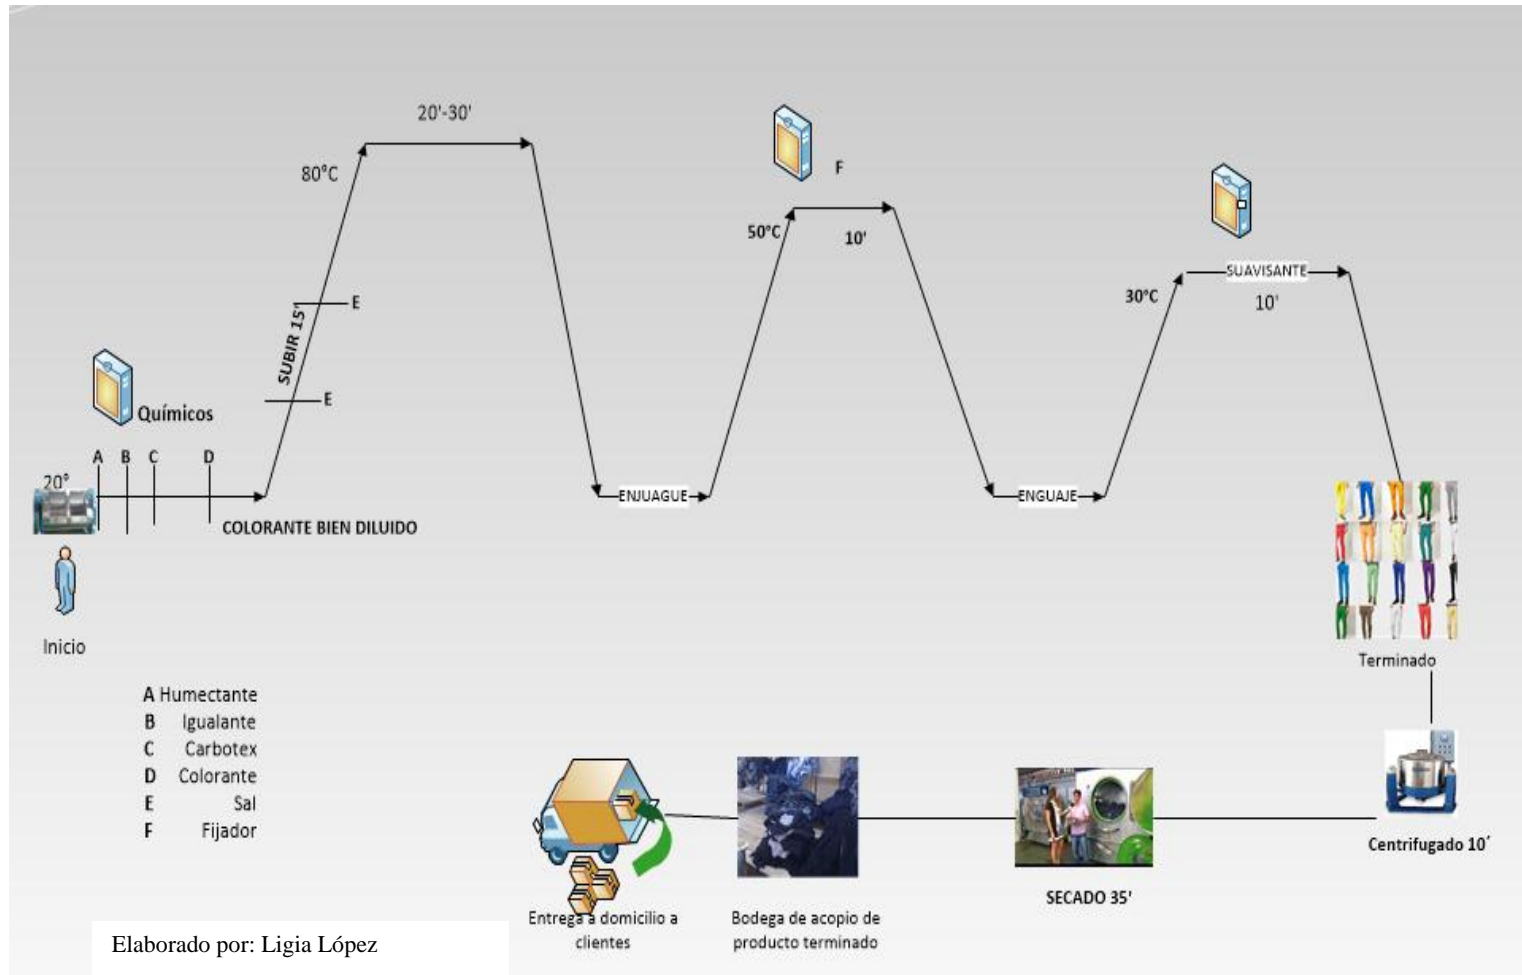 20'-30'
80°C
F
50°C
10'
SUAVISANTE
30°C
10'
E
SUBIR 15'
E
Químicos
A B C D
20°
ENJUAGUE
ENGUAJE
COLORANTE BIEN DILUIDO
Inicio
Terminado
A Humectante
B Igualante
C Carbotex
D Colorante
E Sal
F Fijador
Centrifugado 10´
SECADO 35'
Bodega de acopio de
producto terminado
Entrega a domicilio a
clientes
Elaborado por: Ligia López